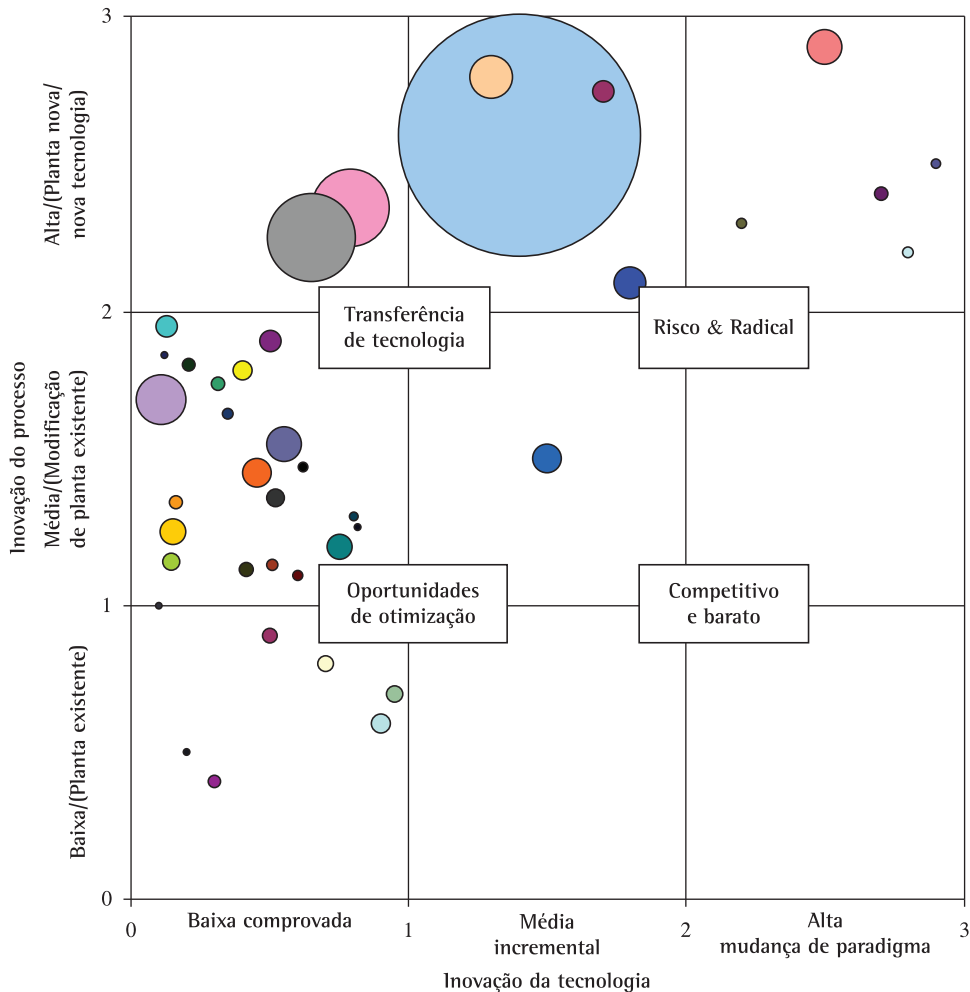 3
Alta/(Planta nova/
nova tecnologia)
2
Transferência
de tecnologia
Risco & Radical
Inovação do processo
Média/(Modificação
de planta existente)
Oportunidades
de otimização
Competitivo
e barato
1
Baixa/(Planta existente)
0
0
Baixa comprovada
1
Média
incremental
2
Alta
mudança de paradigma
3
Inovação da tecnologia